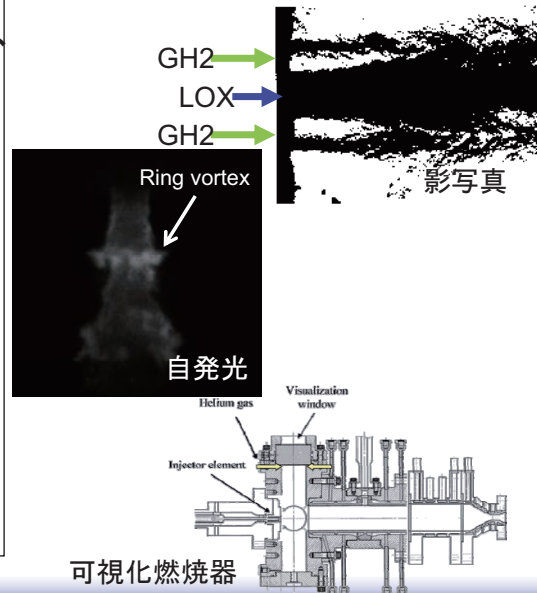 GH2
LOX
GH2
影写真
Ring vortex
自発光
Helium gas
Visualization
window
Injector element
可視化燃焼器